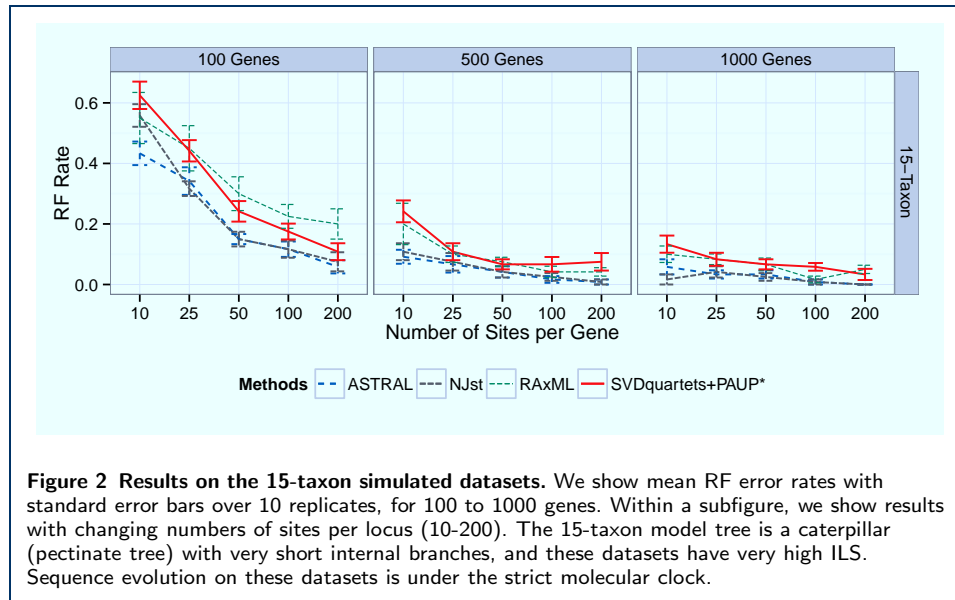 100 Genes
500 Genes
1000 Genes
0.6
0.4
0.2
0.0
RF Rate
15−Taxon
10 25 50 100 200
10 25 50 100 200
10 25 50 100 200
Number of Sites per Gene
Methods ASTRAL NJst RAxML SVDquartets+PAUP*
Figure 2 Results on the 15-taxon simulated datasets. We show mean RF error rates with
standard error bars over 10 replicates, for 100 to 1000 genes. Within a subfigure, we show results
with changing numbers of sites per locus (10-200). The 15-taxon model tree is a caterpillar
(pectinate tree) with very short internal branches, and these datasets have very high ILS.
Sequence evolution on these datasets is under the strict molecular clock.